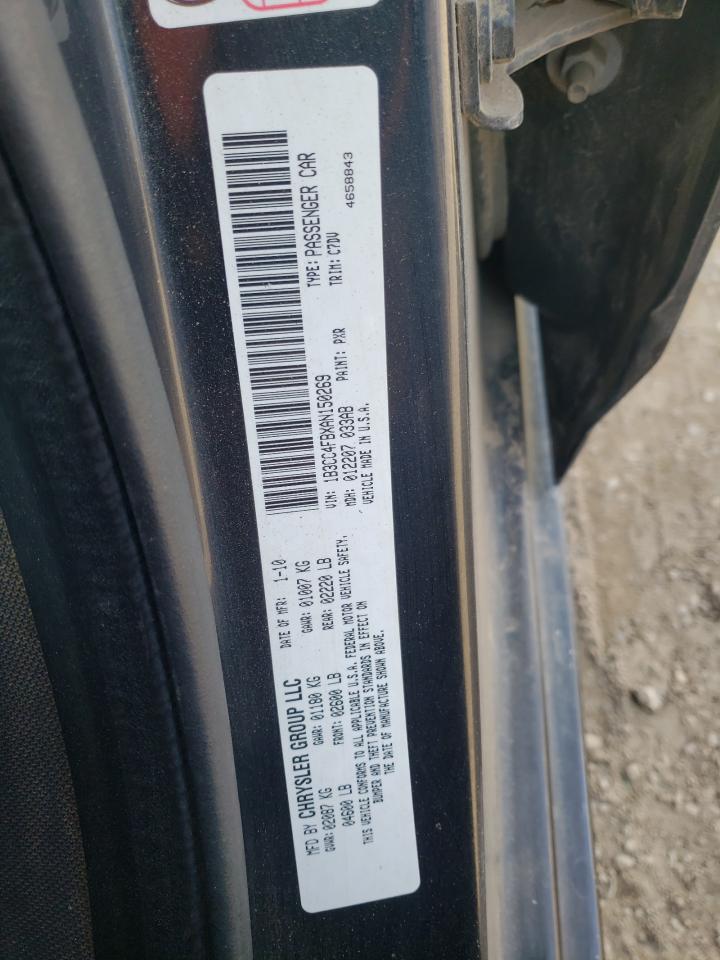 MFD BY CHRYSLER GROUP LLC DATE OF MFR: 1-10
GVWR: 02087 KG GAWR: 01180 KG GAWR: 01007 KG
04600 LB FRONT: 02600 LB REAR: 02220 LB
THIS VEHICLE CONFORMS TO ALL APPLICABLE U.S.A. FEDERAL MOTOR VEHICLE SAFETY,
BUMPER AND THEFT PREVENTION STANDARDS IN EFFECT ON
THE DATE OF MANUFACTURE SHOWN ABOVE.
VIN: 1B3CC4FBXAN150269 TYPE: PASSENGER CAR
MDH: 012207 033AB PAINT: PXR TRIM: C7DV
VEHICLE MADE IN U.S.A. 4658843